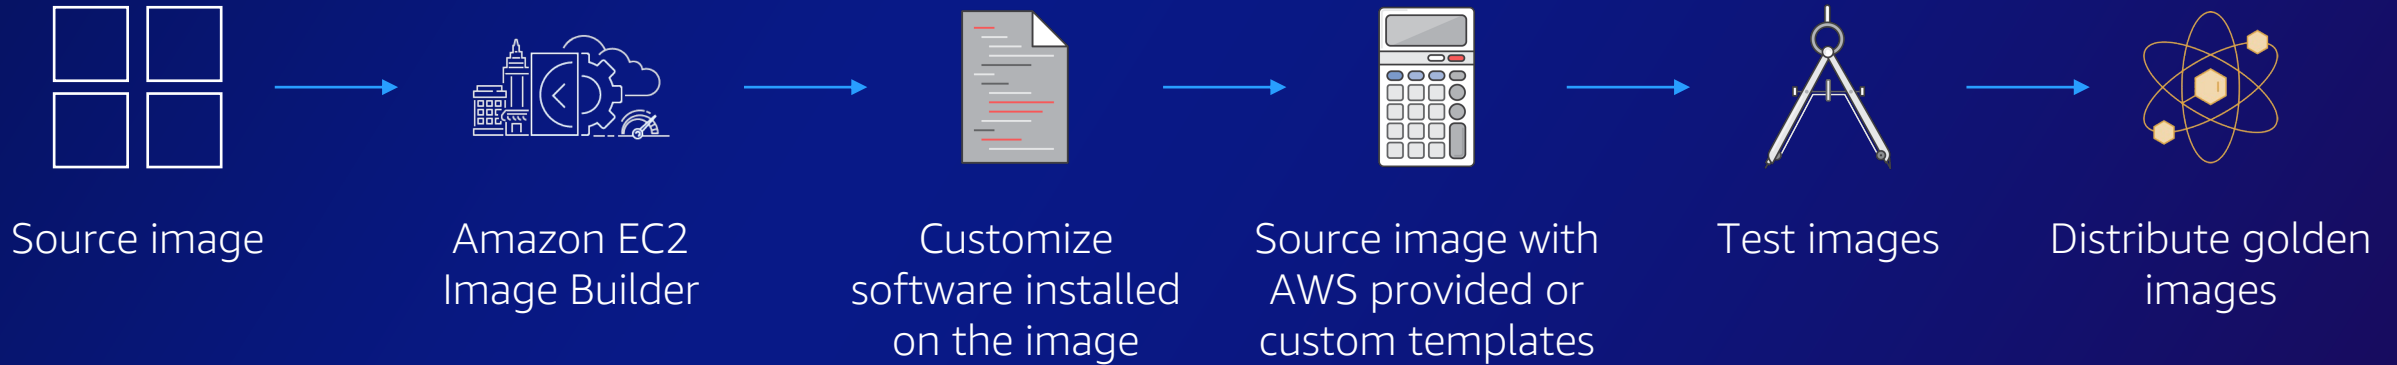 Source image
Amazon EC2
Image Builder
Customize
software installed
on the image
Source image with
AWS provided or
custom templates
Test images
Distribute golden
images